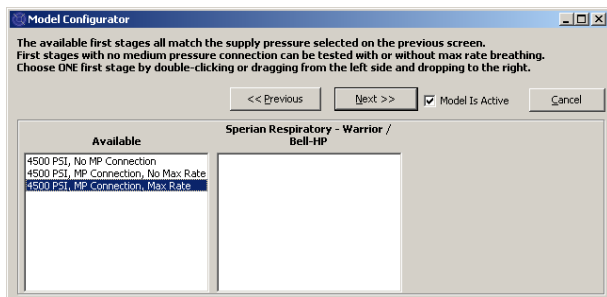 Model Configurator
The available first stages all match the supply pressure selected on the previous screen.
First stages with no medium pressure connection can be tested with or without max rate breathing.
Choose ONE first stage by double-clicking or dragging from the left side and dropping to the right.
<< Previous
Next >>
Model Is Active
Cancel
Available
Sperian Respiratory - Warrior /
Bell-HP
4500 PSI, No MP Connection
4500 PSI, MP Connection, No Max Rate
4500 PSI, MP Connection, Max Rate